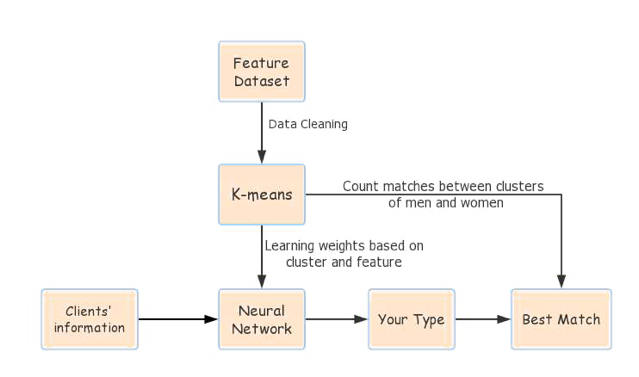 Feature
Dataset
Data Cleaning
K-means
Count matches between clusters
of men and women
Learning weights based on
cluster and feature
Clients'
information
Neural
Network
Your Type
Best Match